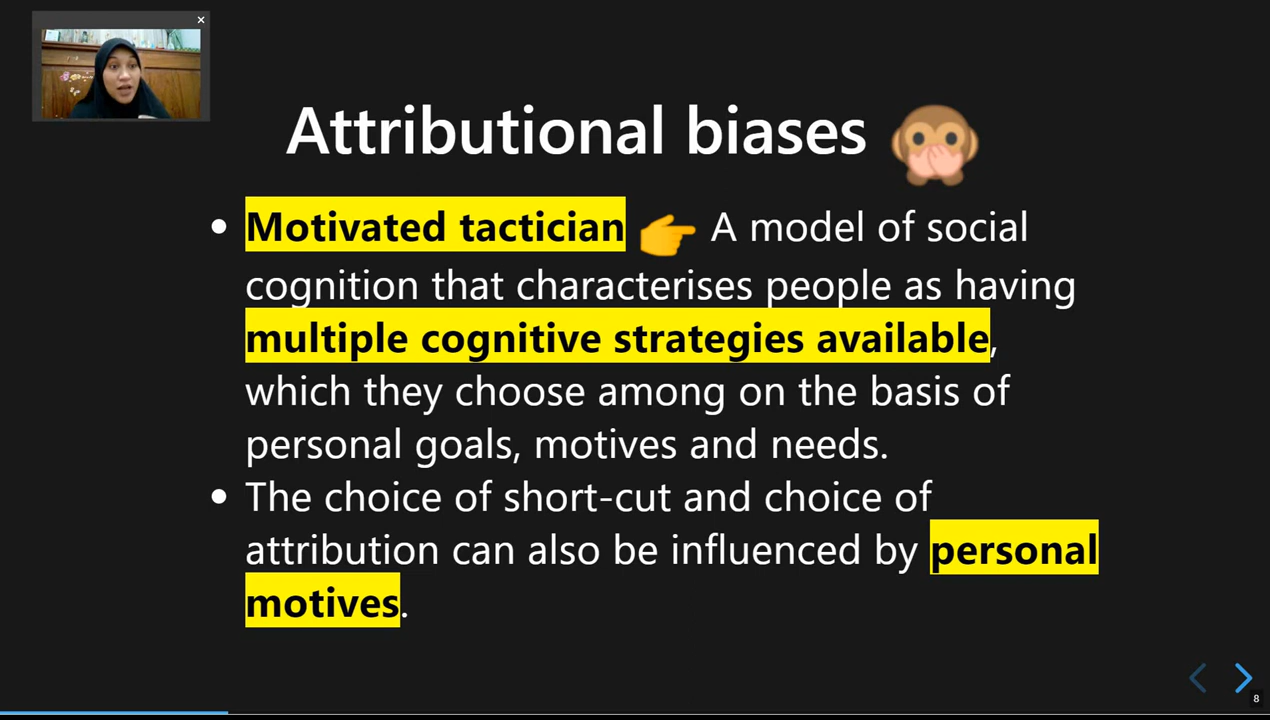 Attributional biases
• Motivated tactician 👉 A model of social
cognition that characterises people as having
multiple cognitive strategies available,
which they choose among on the basis of
personal goals, motives and needs.
• The choice of short-cut and choice of
attribution can also be influenced by personal
motives.
8